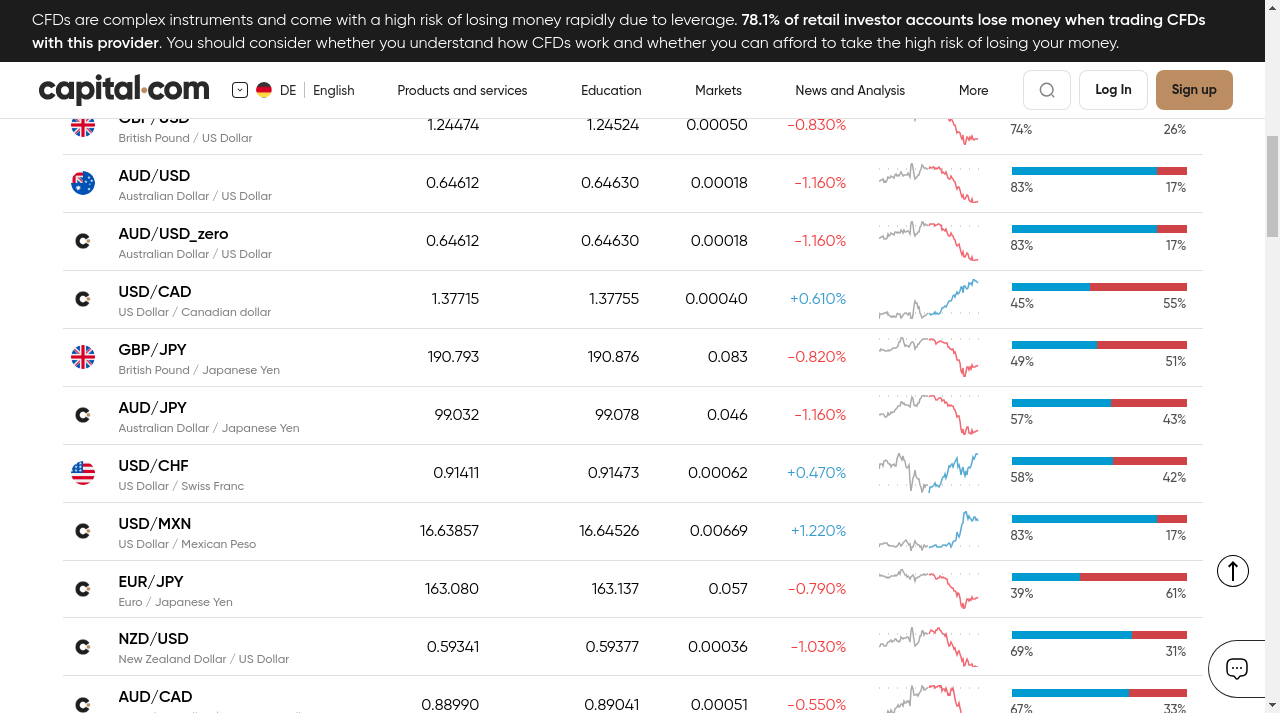 CFDs are complex instruments and come with a high risk of losing money rapidly due to leverage. 78.1% of retail investor accounts lose money when trading CFDs
with this provider. You should consider whether you understand how CFDs work and whether you can afford to take the high risk of losing your money.
capital.com DE English Products and services Education Markets News and Analysis More Log In Sign up
GBP/USD 1.24474 1.24524 0.00050 -0.830% 74% 26%
British Pound / US Dollar
AUD/USD 0.64612 0.64630 0.00018 -1.160% 83% 17%
Australian Dollar / US Dollar
AUD/USD_zero 0.64612 0.64630 0.00018 -1.160% 83% 17%
Australian Dollar / US Dollar
USD/CAD 1.37715 1.37755 0.00040 +0.610% 45% 55%
US Dollar / Canadian dollar
GBP/JPY 190.793 190.876 0.083 -0.820% 49% 51%
British Pound / Japanese Yen
AUD/JPY 99.032 99.078 0.046 -1.160% 57% 43%
Australian Dollar / Japanese Yen
USD/CHF 0.91411 0.91473 0.00062 +0.470% 58% 42%
US Dollar / Swiss Franc
USD/MXN 16.63857 16.64526 0.00669 +1.220% 83% 17%
US Dollar / Mexican Peso
EUR/JPY 163.080 163.137 0.057 -0.790% 39% 61%
Euro / Japanese Yen
NZD/USD 0.59341 0.59377 0.00036 -1.030% 69% 31%
New Zealand Dollar / US Dollar
AUD/CAD 0.88990 0.89041 0.00051 -0.550% 67% 33%